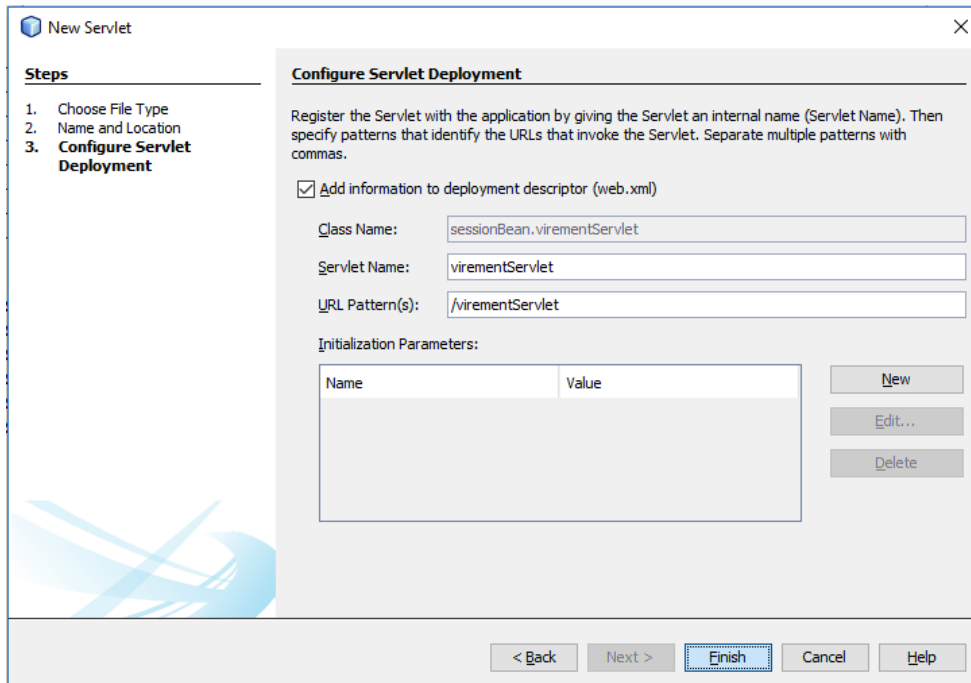 New Servlet
Steps
1. Choose File Type
2. Name and Location
3. Configure Servlet
Deployment
Configure Servlet Deployment
Register the Servlet with the application by giving the Servlet an internal name (Servlet Name). Then
specify patterns that identify the URLs that invoke the Servlet. Separate multiple patterns with
commas.
Add information to deployment descriptor (web.xml)
Class Name: sessionBean.virementServlet
Servlet Name: virementServlet
URL Pattern(s): /virementServlet
Initialization Parameters:
Name Value
New
Edit...
Delete
< Back Next > Finish Cancel Help